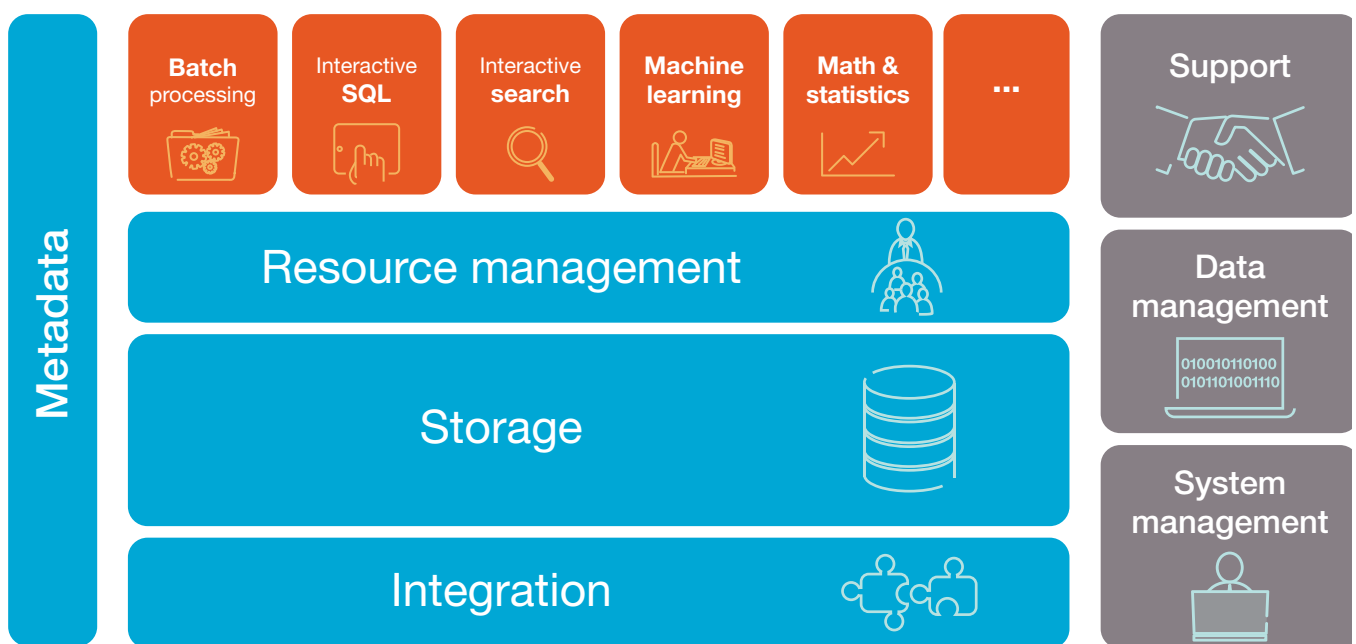 Metadata
Batch
processing
Interactive
SQL
Interactive
search
Machine
learning
Math &
statistics
...
Resource management
Storage
Integration
Support
Data
management
010010110100
0101101001110
System
management